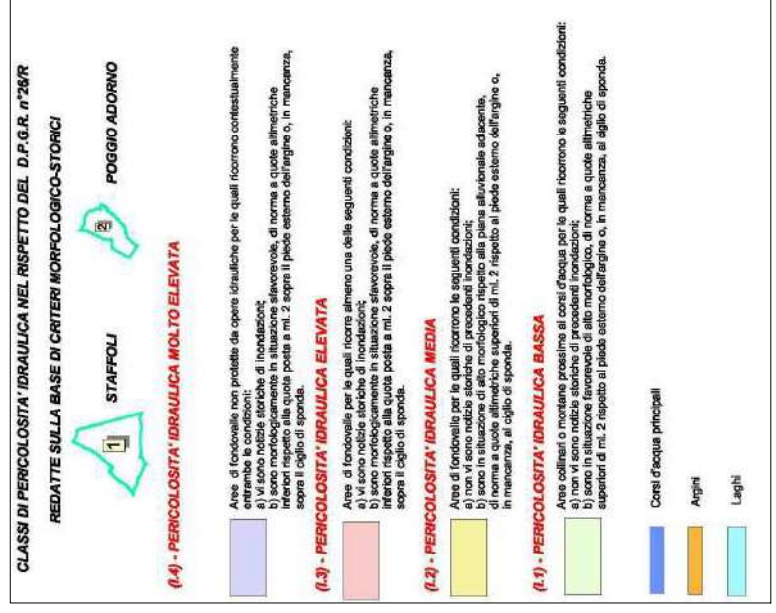 CLASSI DI PERICOLOSITA' IDRAULICA NEL RISPETTO DEL D.P.G.R. n°26/R
REDATTE SULLA BASE DI CRITERI MORFOLOGICO-STORICI
STAFFOLI
1
POGGIO ADORNO
2
(I.4) - PERICOLOSITA' IDRAULICA MOLTO ELEVATA
Aree di fondovalle non protette da opere idrauliche per le quali ricorrono contestualmente
entrambe le condizioni:
a) vi sono notizie storiche di inondazioni;
b) sono morfologicamente in situazione sfavorevole, di norma a quote altimetriche
inferiori rispetto alla quota posta a ml. 2 sopra il piede esterno dell'argine o, in mancanza,
sopra il ciglio di sponda.
(I.3) - PERICOLOSITA' IDRAULICA ELEVATA
Aree di fondovalle per le quali ricorre almeno una delle seguenti condizioni:
a) vi sono notizie storiche di inondazioni;
b) sono morfologicamente in situazione sfavorevole, di norma a quote altimetriche
inferiori rispetto alla quota posta a ml. 2 sopra il piede esterno dell'argine o, in mancanza,
sopra il ciglio di sponda.
(I.2) - PERICOLOSITA' IDRAULICA MEDIA
Aree di fondovalle per le quali ricorrono le seguenti condizioni:
a) non vi sono notizie storiche di precedenti inondazioni;
b) sono in situazione di alto morfologico rispetto alla piana alluvionale adacente,
di norma a quote altimetriche superiori di ml. 2 rispetto al piede esterno dell'argine o,
in mancanza, al ciglio di sponda.
(I.1) - PERICOLOSITA' IDRAULICA BASSA
Aree collinari o montane prossime ai corsi d'acqua per le quali ricorrono le seguenti condizioni:
a) non vi sono notizie storiche di precedenti inondazioni;
b) sono in situazione favorevole di alto morfologico, di norma a quote altimetriche
superiori di ml. 2 rispetto al piede esterno dell'argine o, in mancanza, al ciglio di sponda.
Corsi d'acqua principali
Argini
Laghi